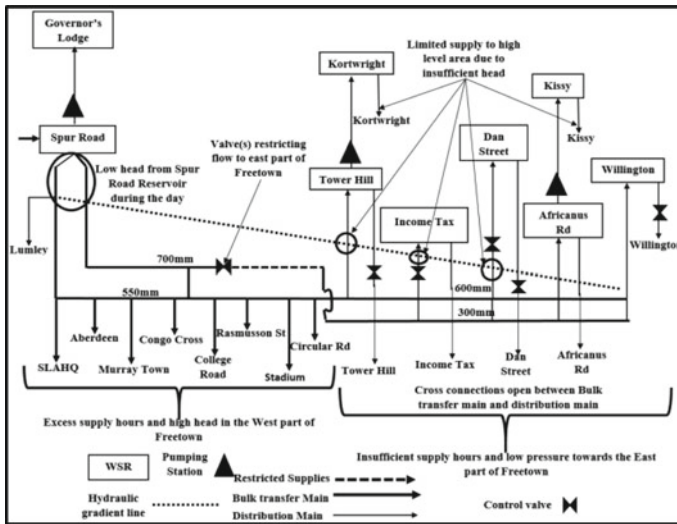 Governor's
Lodge
Kortwright
Limited supply to high
level area due to
insufficient head
Kissy
Kortwright
Kissy
Spur Road
Valve(s) restricting
flow to east part of
Freetown
Dan
Street
Low head from Spur
Road Reservoir
during the day
Tower Hill
Willington
Income Tax
Africanus
Rd
Lumley
Willington
700mm
600mm
550mm
300mm
Aberdeen
Congo Cross
Rasmusson St
Circular Rd
SLAHQ
Murray Town
College
Road
Stadium
Tower Hill
Income Tax
Dan
Street
Africanus
Rd
Cross connections open between Bulk
transfer main and distribution main
Excess supply hours and high head in the West part of
Freetown
Insufficient supply hours and low pressure towards the East
part of Freetown
WSR
Pumping
Station
Restricted Supplies
Hydraulic
gradient line
Bulk transfer Main
Distribution Main
Control valve